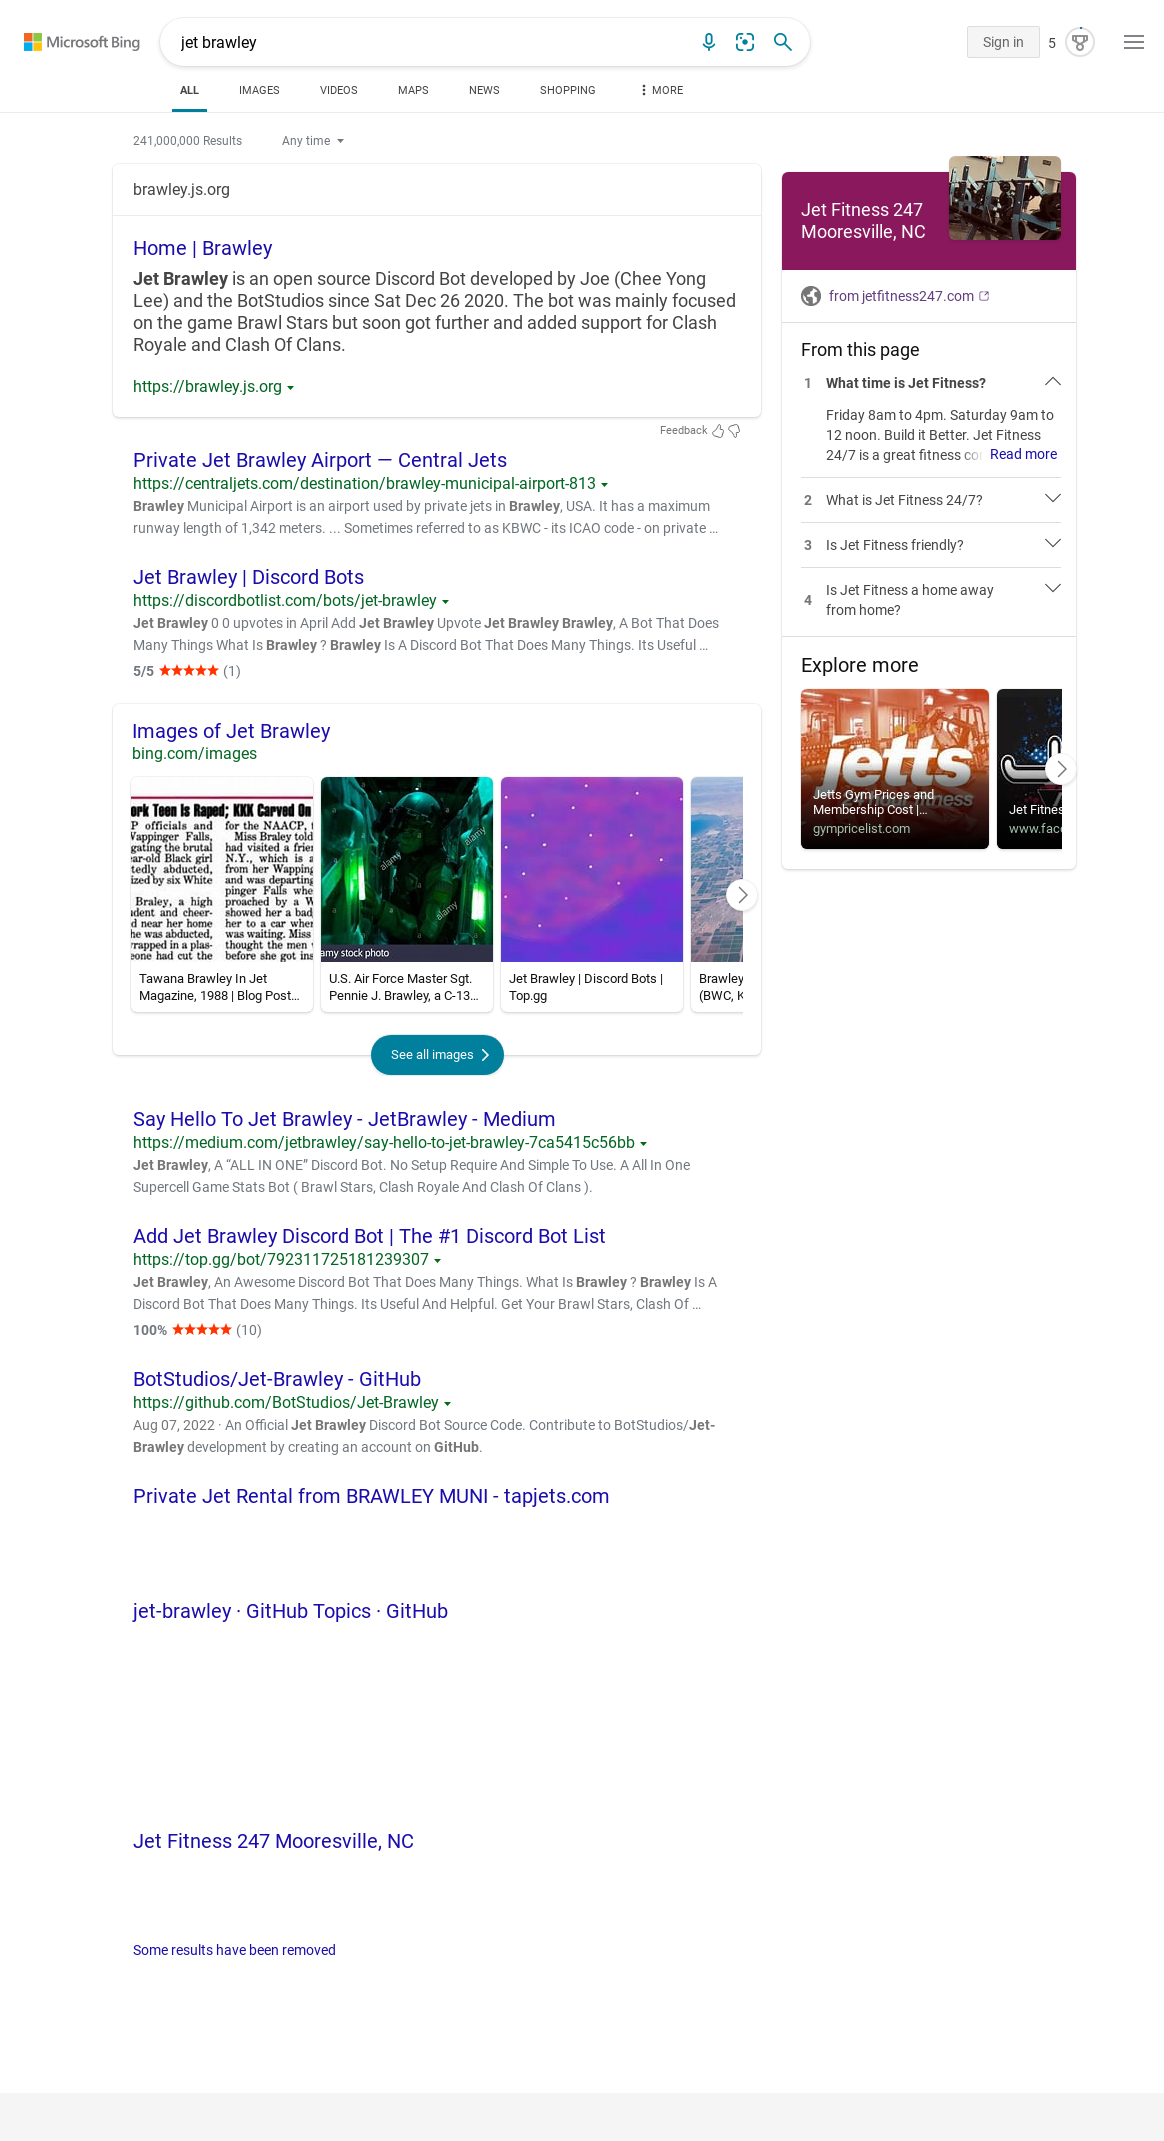 Microsoft Bing
jet brawley
Sign in
5
ALL
IMAGES
VIDEOS
MAPS
NEWS
SHOPPING
MORE
241,000,000 Results
Any time
brawley.js.org
Home | Brawley
Jet Brawley is an open source Discord Bot developed by Joe (Chee Yong
Lee) and the BotStudios since Sat Dec 26 2020. The bot was mainly focused
on the game Brawl Stars but soon got further and added support for Clash
Royale and Clash Of Clans.
https://brawley.js.org
Feedback
Private Jet Brawley Airport — Central Jets
https://centraljets.com/destination/brawley-municipal-airport-813
Brawley Municipal Airport is an airport used by private jets in Brawley, USA. It has a maximum
runway length of 1,342 meters. ... Sometimes referred to as KBWC - its ICAO code - on private …
Jet Brawley | Discord Bots
https://discordbotlist.com/bots/jet-brawley
Jet Brawley 0 0 upvotes in April Add Jet Brawley Upvote Jet Brawley Brawley, A Bot That Does
Many Things What Is Brawley ? Brawley Is A Discord Bot That Does Many Things. Its Useful …
5/5 (1)
Images of Jet Brawley
bing.com/images
ork Teen Is Raped; KKK Carved On
P officials and
Wappinger Falls,
gating the brutal
ear-old Black girl
tedly abducted,
ized by six White
Braley, a high
dent and cheer-
d near her home
he was abducted,
wrapped in a plas-
eone had cut the
for the NAACP, t
Miss Braley told
had visited a frien
N.Y., which is a
from her Wapping
and was departin
pinger Falls whe
proached by a W
showed her a bad
her to a car wher
was waiting. Miss
thought the men w
before she got ins
a
alamy
alamy
alamy
amy stock photo
Tawana Brawley In Jet
Magazine, 1988 | Blog Post…
U.S. Air Force Master Sgt.
Pennie J. Brawley, a C-13…
Jet Brawley | Discord Bots |
Top.gg
Brawley
(BWC, K
See all images
Say Hello To Jet Brawley - JetBrawley - Medium
https://medium.com/jetbrawley/say-hello-to-jet-brawley-7ca5415c56bb
Jet Brawley, A “ALL IN ONE” Discord Bot. No Setup Require And Simple To Use. A All In One
Supercell Game Stats Bot ( Brawl Stars, Clash Royale And Clash Of Clans ).
Add Jet Brawley Discord Bot | The #1 Discord Bot List
https://top.gg/bot/792311725181239307
Jet Brawley, An Awesome Discord Bot That Does Many Things. What Is Brawley ? Brawley Is A
Discord Bot That Does Many Things. Its Useful And Helpful. Get Your Brawl Stars, Clash Of …
100% (10)
BotStudios/Jet-Brawley - GitHub
https://github.com/BotStudios/Jet-Brawley
Aug 07, 2022 · An Official Jet Brawley Discord Bot Source Code. Contribute to BotStudios/Jet-
Brawley development by creating an account on GitHub.
Private Jet Rental from BRAWLEY MUNI - tapjets.com
jet-brawley · GitHub Topics · GitHub
Jet Fitness 247 Mooresville, NC
Some results have been removed
Jet Fitness 247
Mooresville, NC
from jetfitness247.com
From this page
1 What time is Jet Fitness?
Friday 8am to 4pm. Saturday 9am to
12 noon. Build it Better. Jet Fitness
24/7 is a great fitness co Read more
2 What is Jet Fitness 24/7?
3 Is Jet Fitness friendly?
4 Is Jet Fitness a home away
from home?
Explore more
jetts
fitness
Jetts Gym Prices and
Membership Cost |…
gympricelist.com
Jet Fitnes
www.face